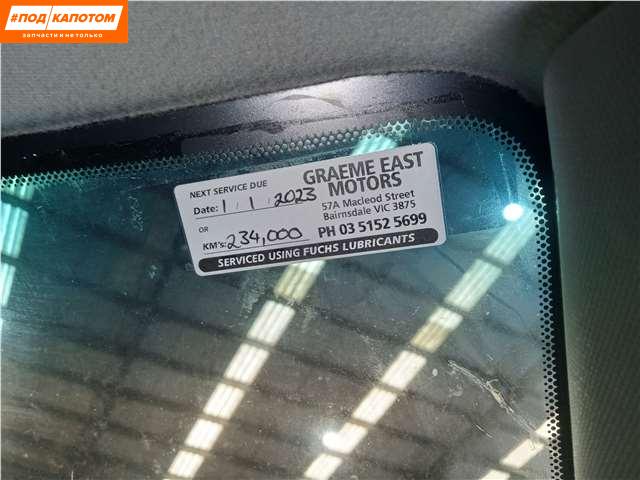 #ПОД КАПОТОМ
запчасти и не только
NEXT SERVICE DUE
Date: 1 / 1 / 2023
OR
KM's: 234,000
GRAEME EAST
MOTORS
57A Macleod Street
Bairnsdale VIC 3875
PH 03 5152 5699
SERVICED USING FUCHS LUBRICANTS